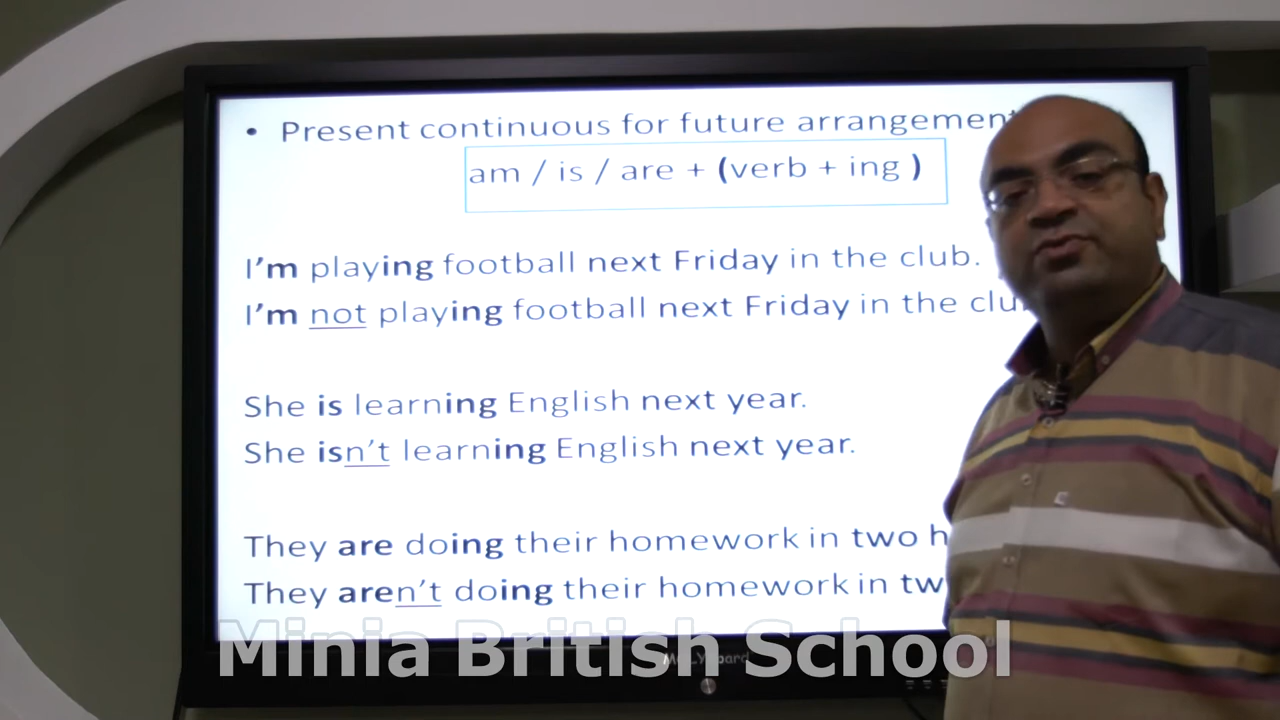 • Present continuous for future arrangement
am / is / are + (verb + ing )
I'm playing football next Friday in the club.
I'm not playing football next Friday in the
She is learning English next year.
She isn't learning English next year.
They are doing their homework in two
They aren't doing their homework in
Minia British School